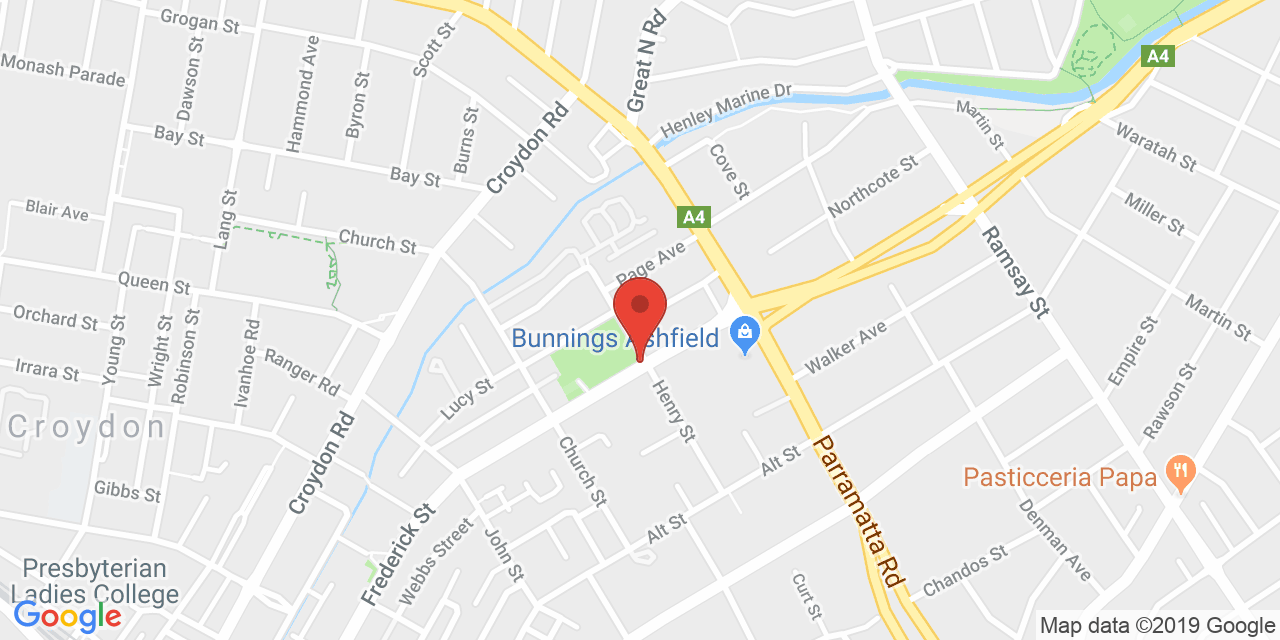 Grogan St
Great N Rd
Scott St
Dawson St
Hammond Ave
A4
Monash Parade
Byron St
Henley Marine Dr
Burns St
Croydon Rd
Martin St
Bay St
Waratah St
Bay St
Cove St
Northcote St
Blair Ave
Lang St
Miller St
A4
Church St
Page Ave
Ramsay St
Queen St
Martin St
Orchard St
Bunnings Ashfield
Young St
Wright St
Robinson St
Ivanhoe Rd
Walker Ave
Empire St
Irrara St
Ranger Rd
Lucy St
Henry St
Rawson St
Croydon
Croydon Rd
Church St
Alt St
Parramatta Rd
Pasticceria Papa
Gibbs St
Frederick St
Webbs Street
John St
Alt St
Denman Ave
Chandos St
Curt St
Presbyterian
Ladies College
Google
Map data ©2019 Google